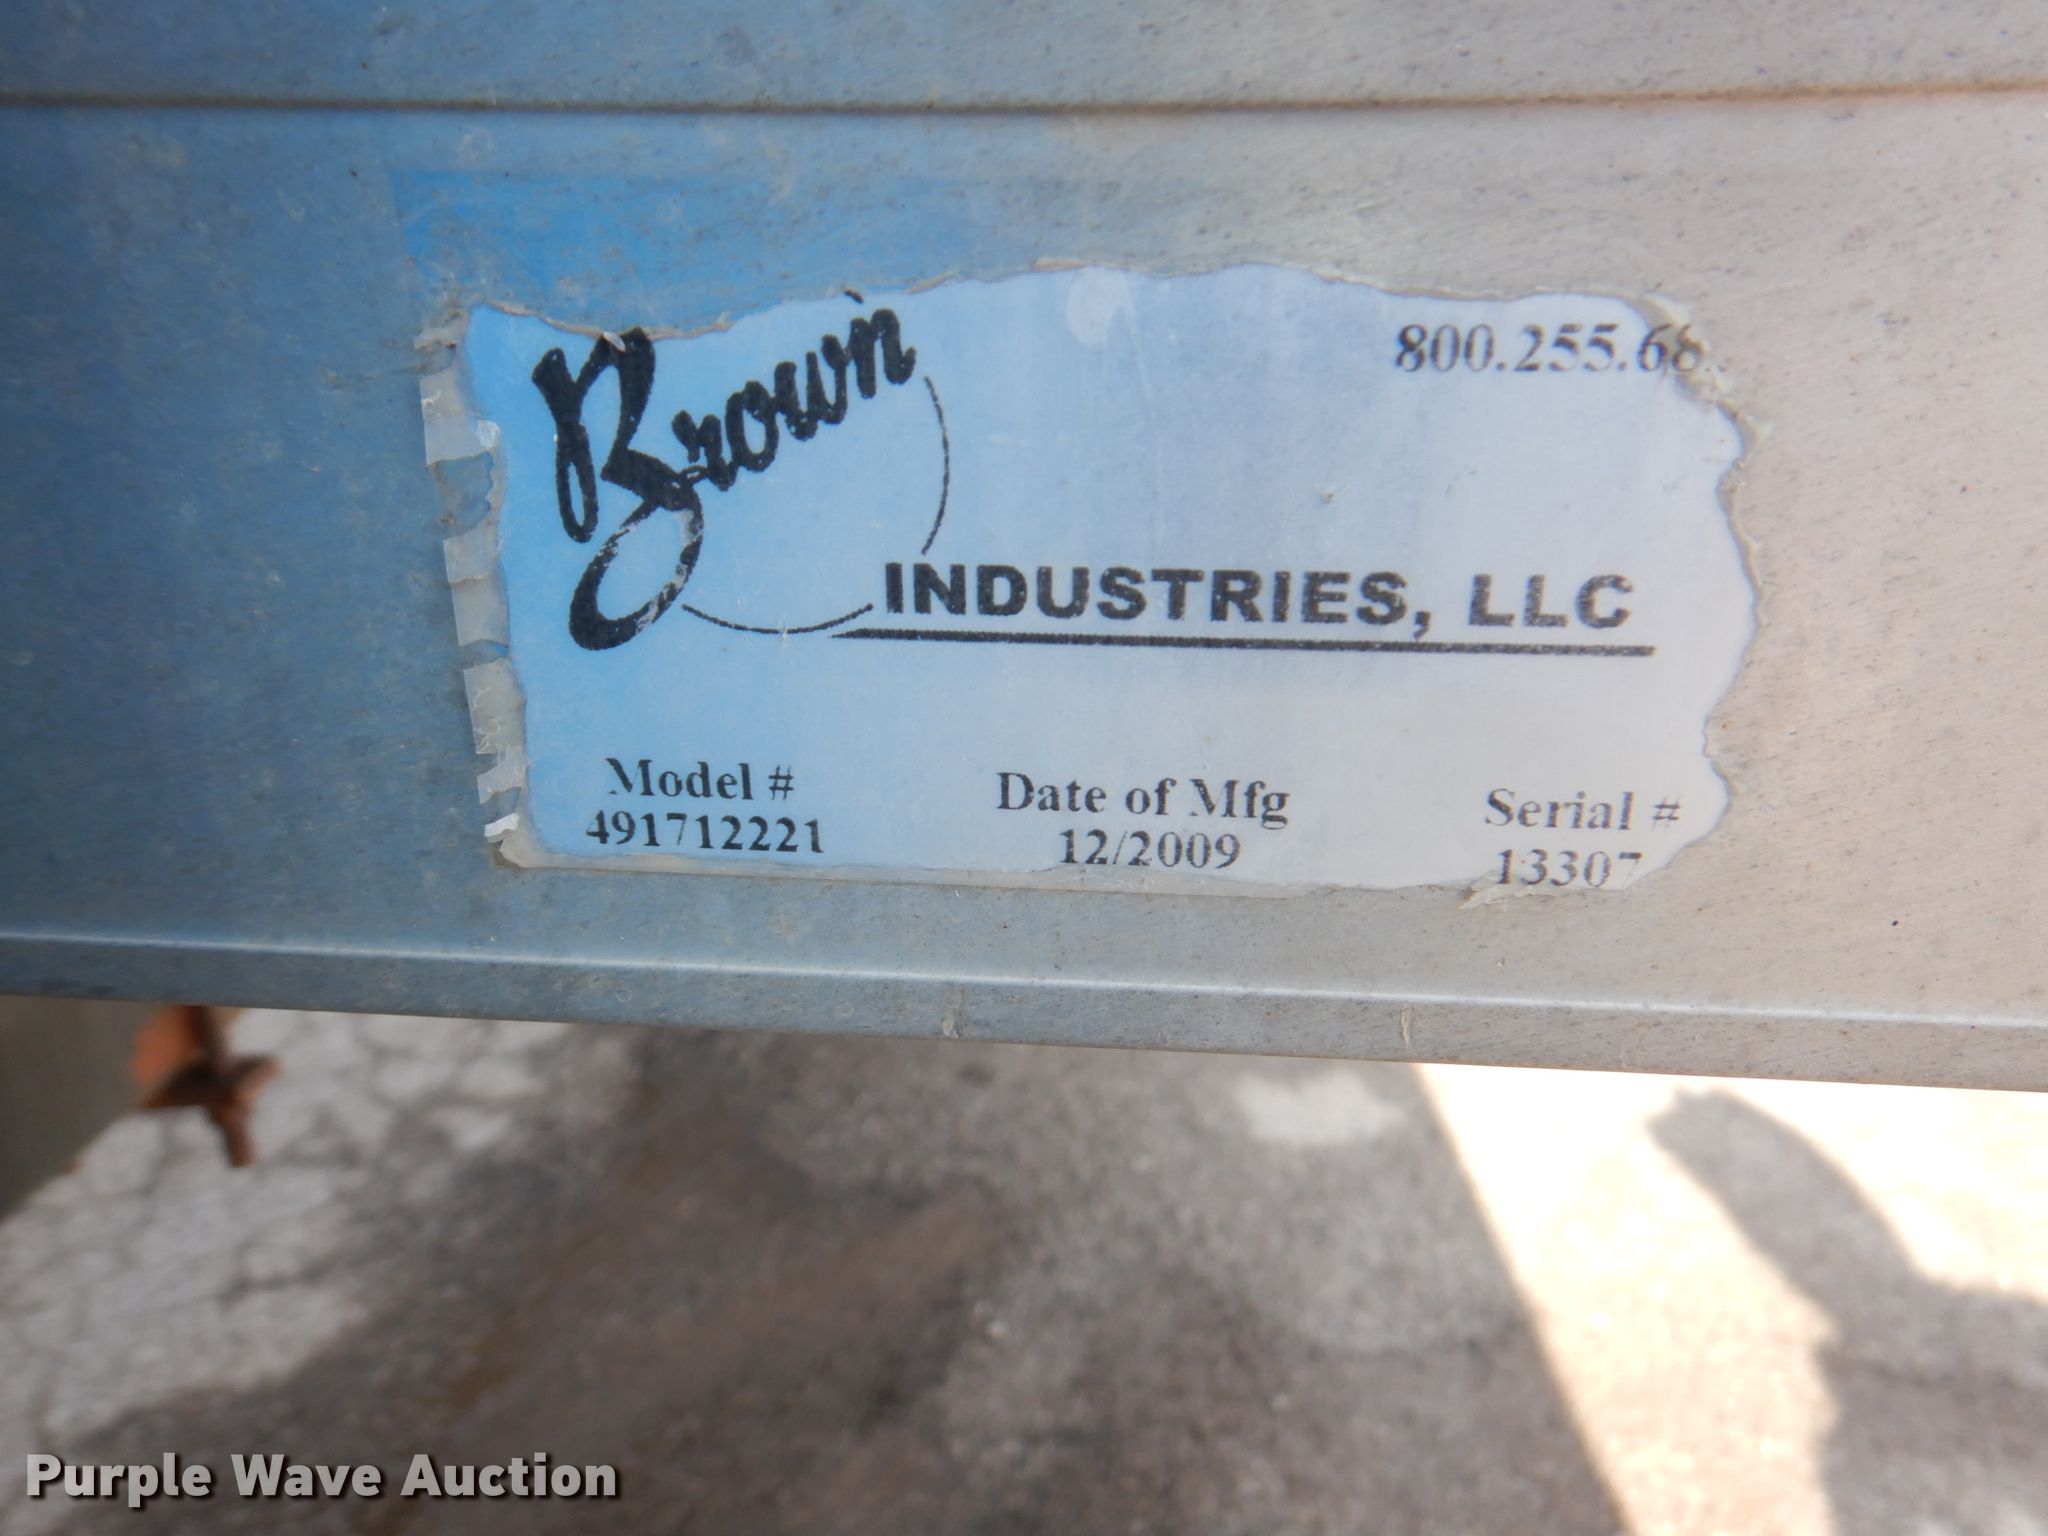 Brown
800.255.68
INDUSTRIES, LLC
Model # Date of Mfg Serial #
491712221 12/2009 13307
Purple Wave Auction